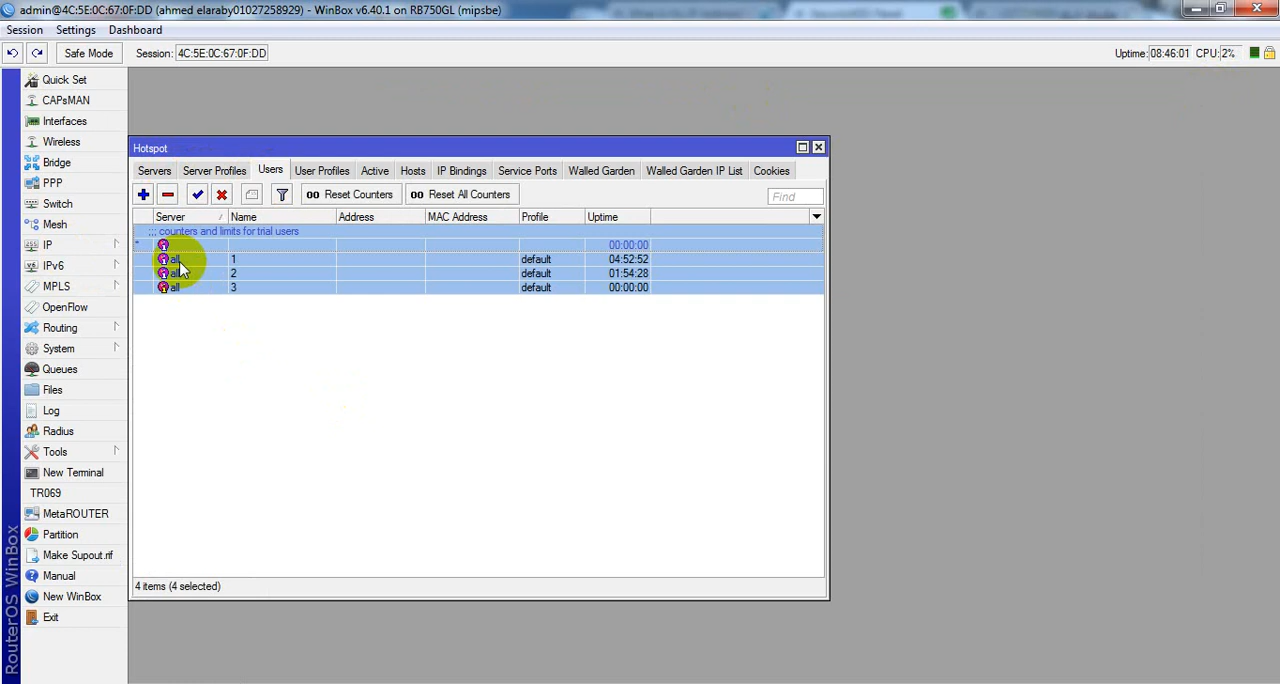 admin@4C:5E:0C:67:0F:DD (ahmed elaraby01027258929) - WinBox v6.40.1 on RB750GL (mipsbe)
Session Settings Dashboard
Safe Mode Session: 4C:5E:0C:67:0F:DD Uptime: 08:46:01 CPU: 2%
Quick Set
CAPsMAN
Interfaces
Wireless
Bridge
PPP
Switch
Mesh
IP
IPv6
MPLS
OpenFlow
Routing
System
Queues
Files
Log
Radius
Tools
New Terminal
TR069
MetaROUTER
Partition
Make Supout.rif
Manual
New WinBox
Exit
RouterOS WinBox
Hotspot
Servers Server Profiles Users User Profiles Active Hosts IP Bindings Service Ports Walled Garden Walled Garden IP List Cookies
00 Reset Counters 00 Reset All Counters Find
Server Name Address MAC Address Profile Uptime
;;; counters and limits for trial users
* 00:00:00
all 1 default 04:52:52
all 2 default 01:54:28
all 3 default 00:00:00
4 items (4 selected)